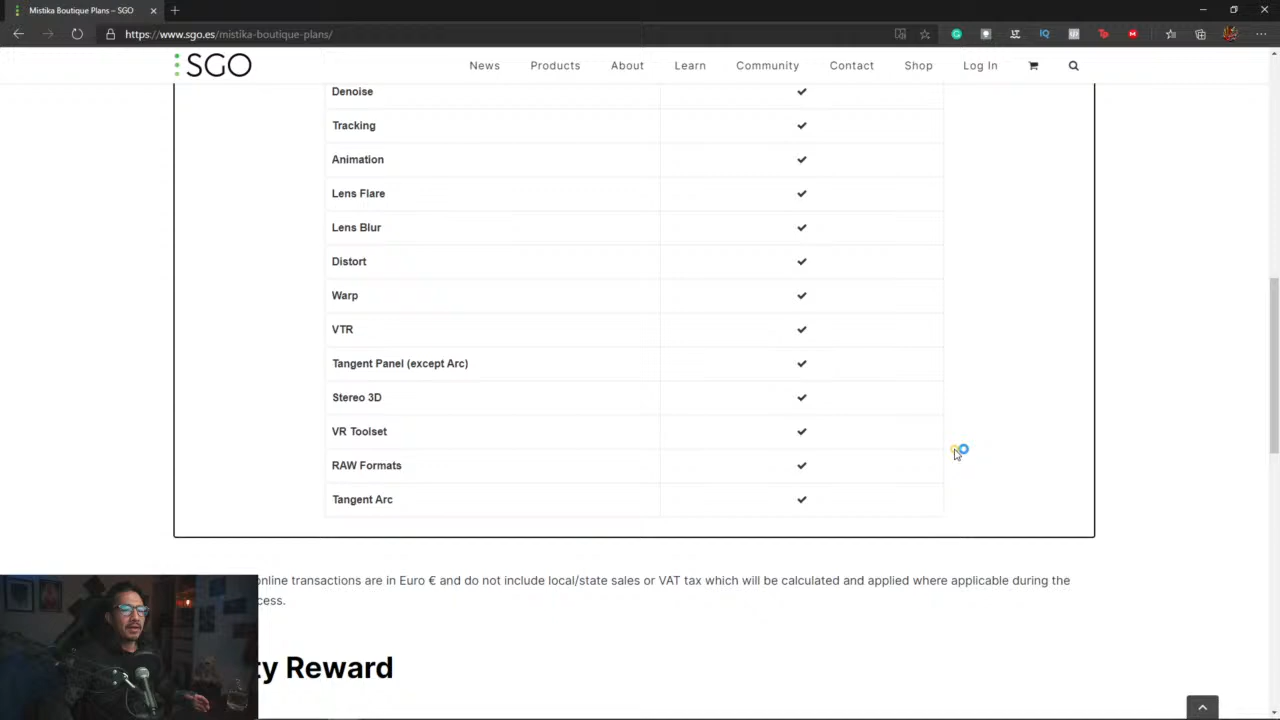 Mistika Boutique Plans – SGO
https://www.sgo.es/mistika-boutique-plans/
SGO
News Products About Learn Community Contact Shop Log In
Denoise
Tracking
Animation
Lens Flare
Lens Blur
Distort
Warp
VTR
Tangent Panel (except Arc)
Stereo 3D
VR Toolset
RAW Formats
Tangent Arc
online transactions are in Euro € and do not include local/state sales or VAT tax which will be calculated and applied where applicable during the
cess.
ty Reward